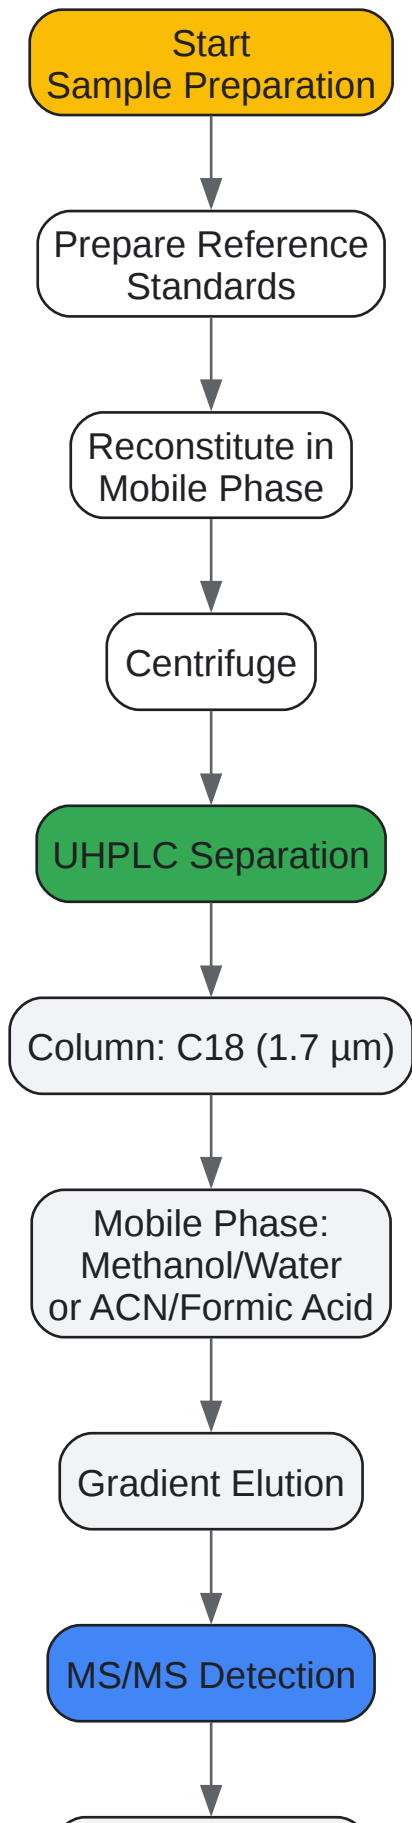 Start
Sample Preparation
Prepare Reference
Standards
Reconstitute in
Mobile Phase
Centrifuge
UHPLC Separation
Column: C18 (1.7 µm)
Mobile Phase:
Methanol/Water
or ACN/Formic Acid
Gradient Elution
MS/MS Detection